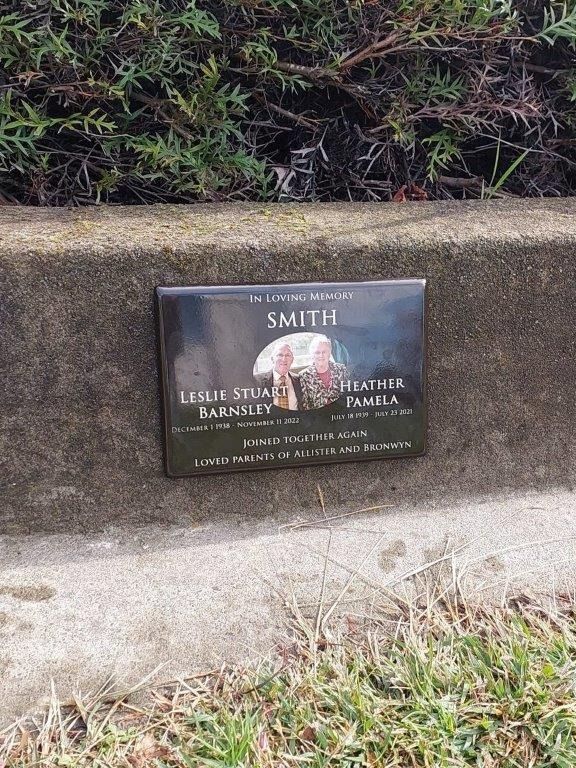 In Loving Memory
SMITH
Leslie Stuart Barnsley
December 1 1938 - November 11 2022
Heather Pamela
July 18 1939 - July 23 2021
Joined together again
Loved parents of Allister and Bronwyn